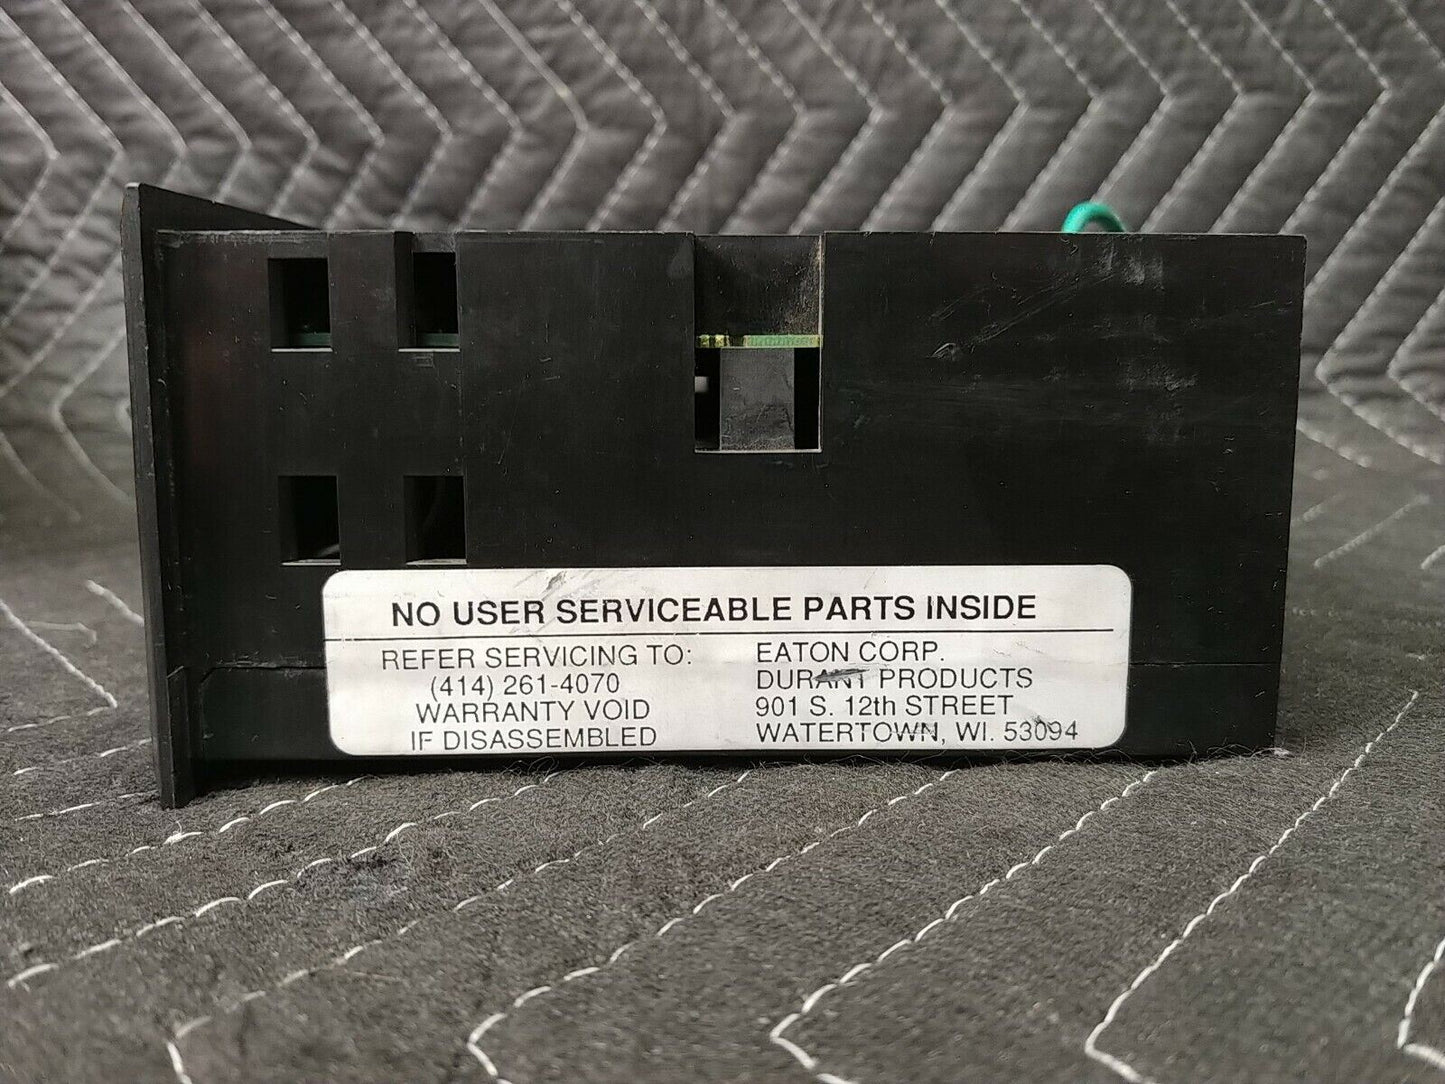 NO USER SERVICEABLE PARTS INSIDE
REFER SERVICING TO:
(414) 261-4070
WARRANTY VOID
IF DISASSEMBLED
EATON CORP.
DURANT PRODUCTS
901 S. 12th STREET
WATERTOWN, WI. 53094